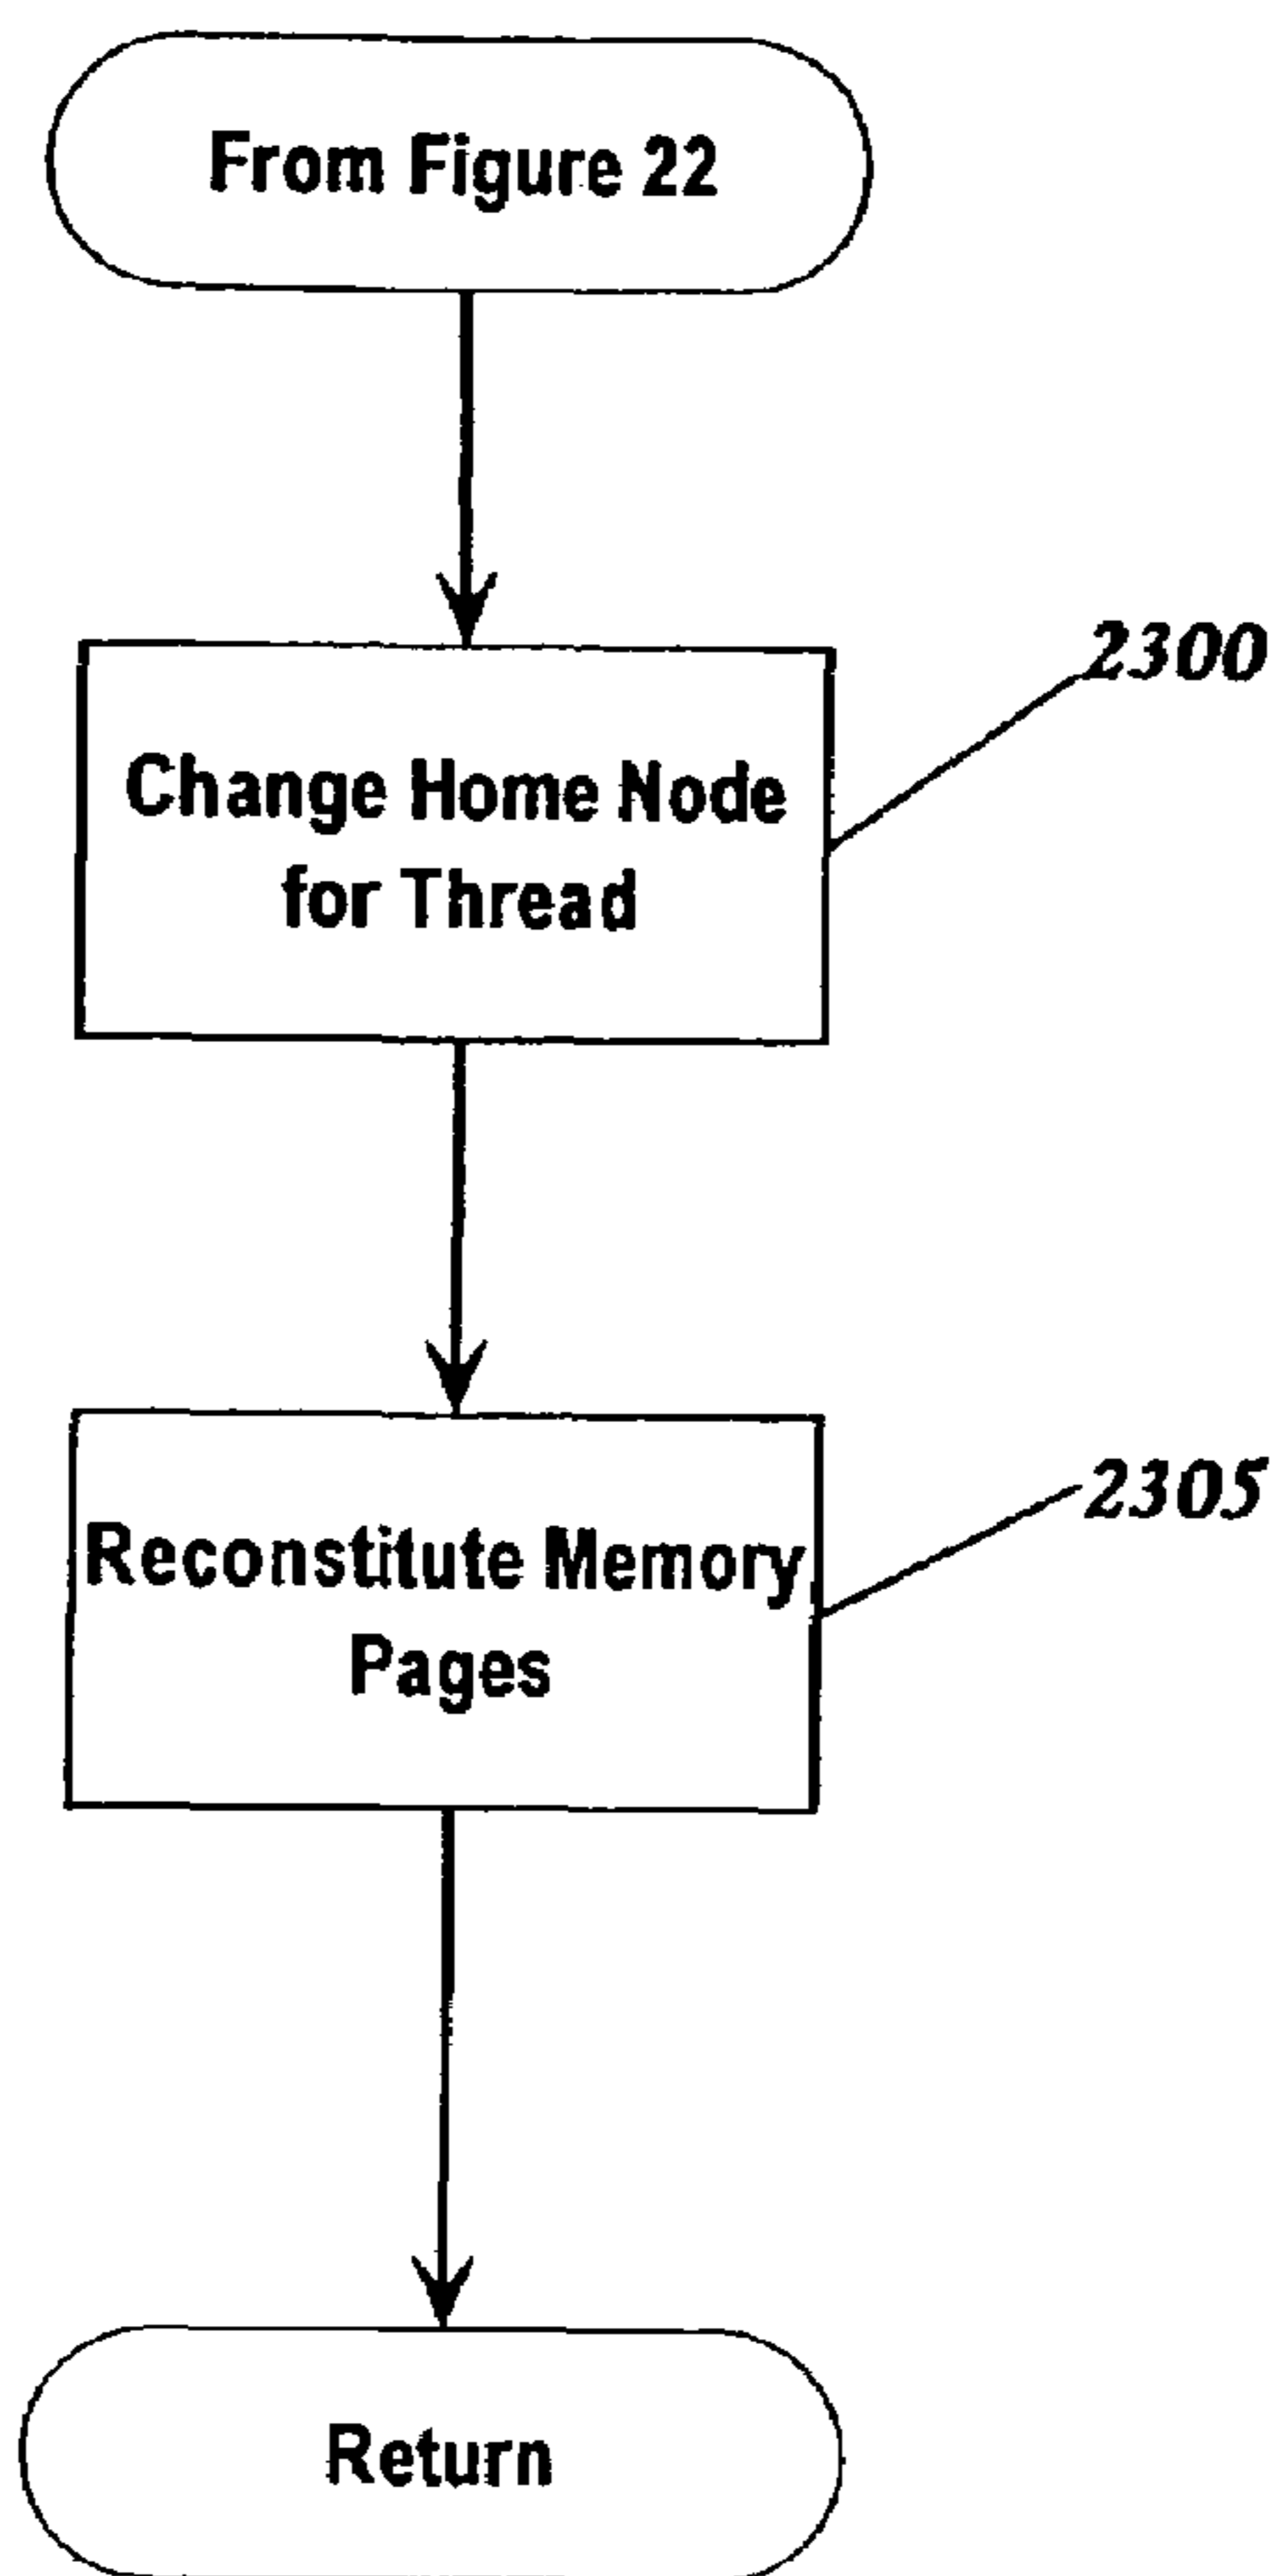 From Figure 22
2300
Change Home Node
for Thread
2305
Reconstitute Memory
Pages
Return